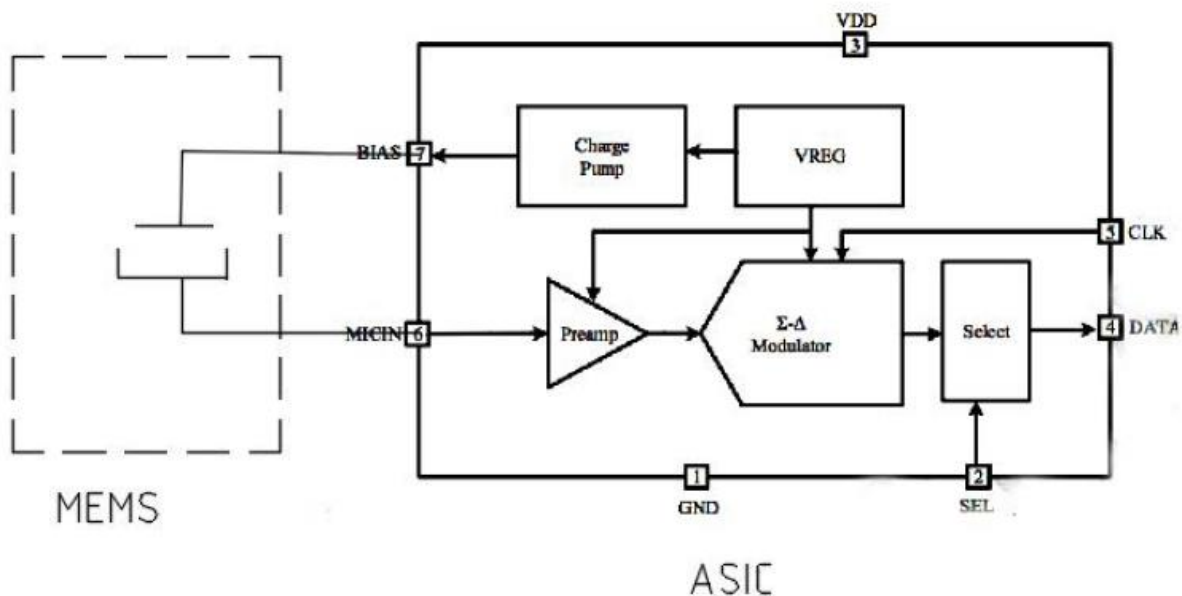 VDD
3
BIAS
7
Charge
Pump
VREG
5
CLK
MICIN
6
Preamp
Σ-Δ
Modulator
Select
4
DATA
1
GND
2
SEL
MEMS
ASIC